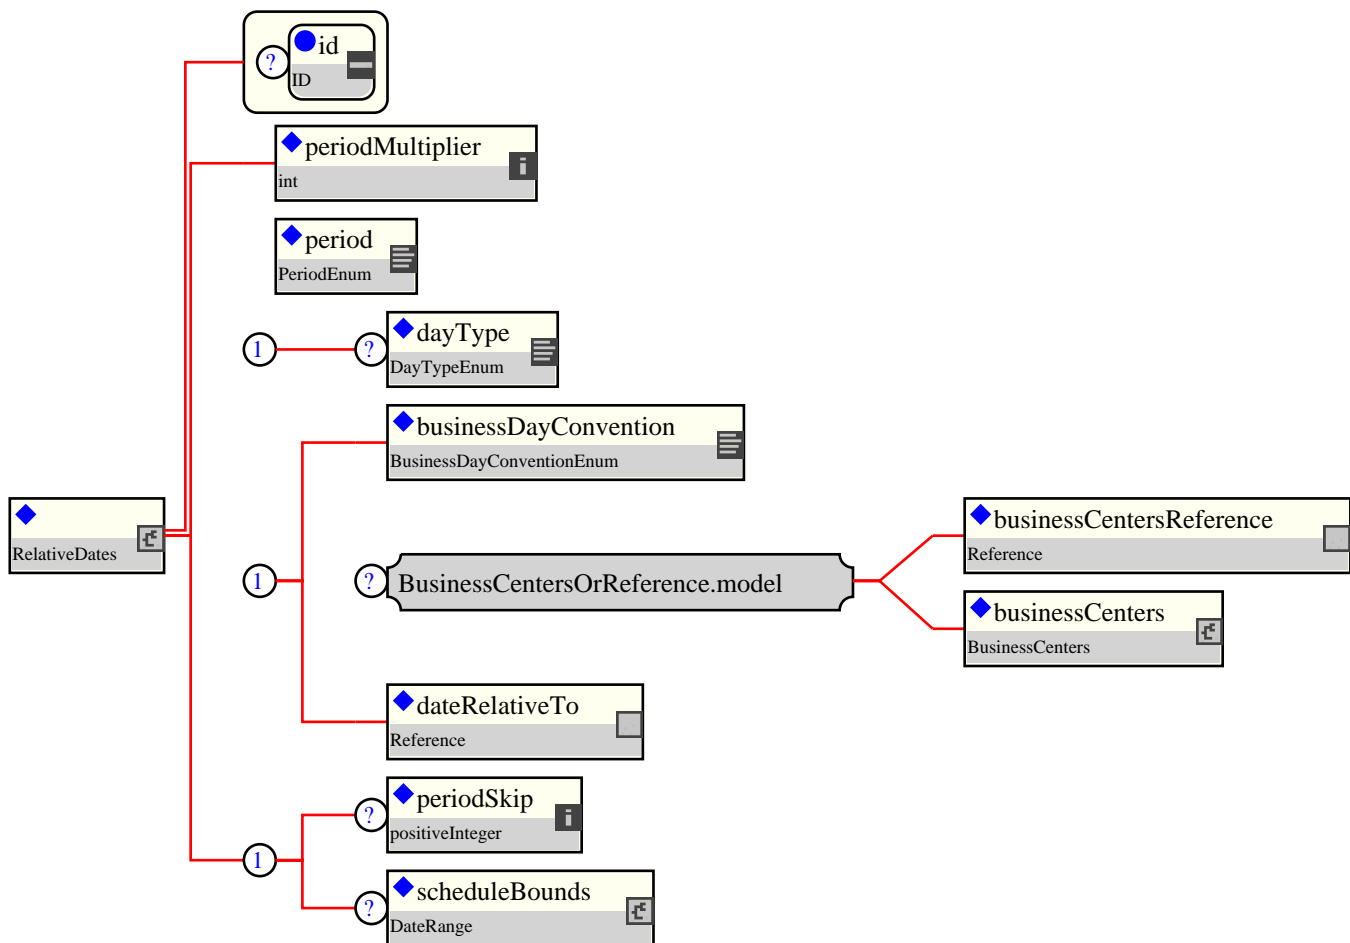 ?
id
ID
periodMultiplier
i
int
period
PeriodEnum
1
?
dayType
DayTypeEnum
businessDayConvention
BusinessDayConventionEnum
RelativeDates
1
?
BusinessCentersOrReference.model
businessCentersReference
Reference
businessCenters
BusinessCenters
dateRelativeTo
Reference
1
?
periodSkip
i
positiveInteger
?
scheduleBounds
DateRange